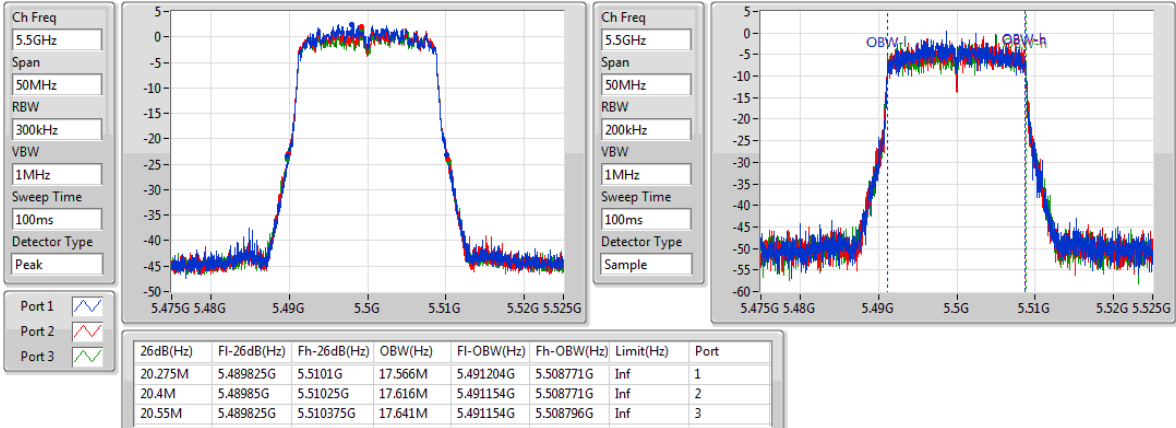 Ch Freq
5.5GHz
Span
50MHz
RBW
300kHz
VBW
1MHz
Sweep Time
100ms
Detector Type
Peak
5
0
-5
-10
-15
-20
-25
-30
-35
-40
-45
-50
5.475G 5.48G 5.49G 5.5G 5.51G 5.52G 5.525G
Ch Freq
5.5GHz
Span
50MHz
RBW
200kHz
VBW
1MHz
Sweep Time
100ms
Detector Type
Sample
5
0
-5
-10
-15
-20
-25
-30
-35
-40
-45
-50
-55
-60
OBW-l OBW-h
5.475G 5.48G 5.49G 5.5G 5.51G 5.52G 5.525G
Port 1
Port 2
Port 3
26dB(Hz) Fl-26dB(Hz) Fh-26dB(Hz) OBW(Hz) Fl-OBW(Hz) Fh-OBW(Hz) Limit(Hz) Port
20.275M 5.489825G 5.5101G 17.566M 5.491204G 5.508771G Inf 1
20.4M 5.48985G 5.51025G 17.616M 5.491154G 5.508771G Inf 2
20.55M 5.489825G 5.510375G 17.641M 5.491154G 5.508796G Inf 3